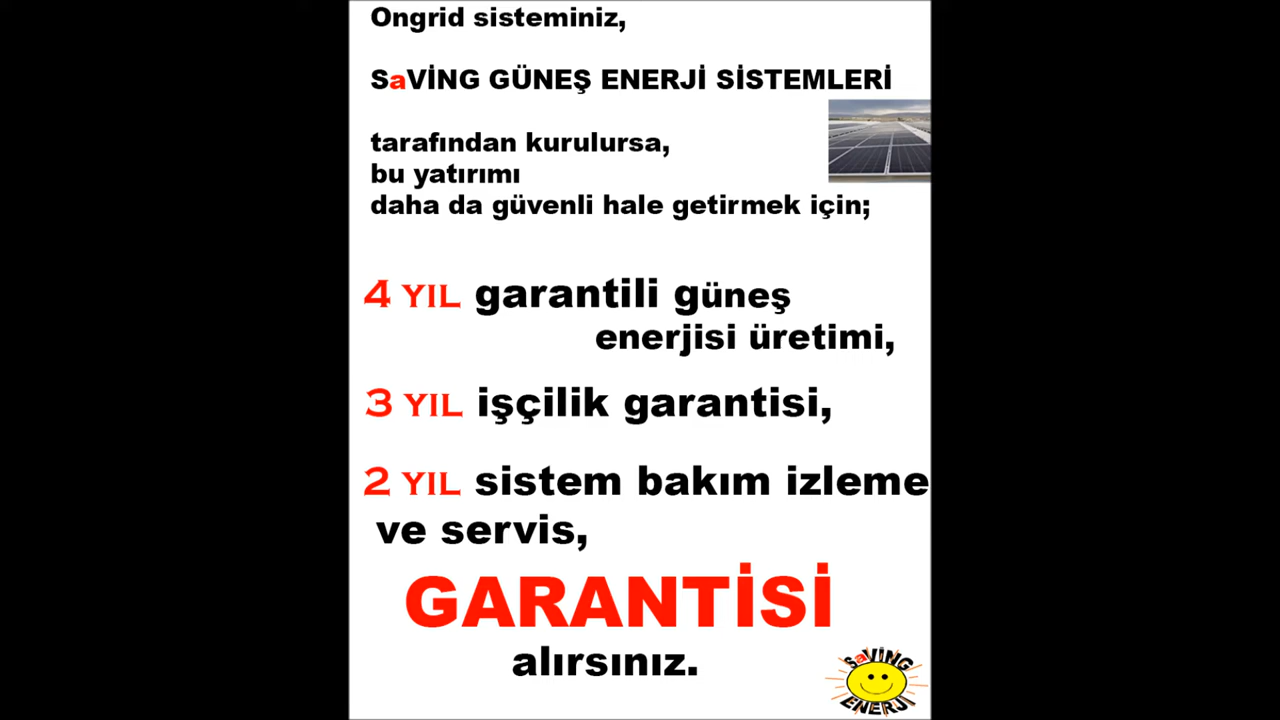 Ongrid sisteminiz,
SaVİNG GÜNEŞ ENERJİ SİSTEMLERİ
tarafından kurulursa,
bu yatırımı
daha da güvenli hale getirmek için;
4 YIL garantili güneş
enerjisi üretimi,
3 YIL işçilik garantisi,
2 YIL sistem bakım izleme
ve servis,
GARANTİSİ
alırsınız.
SaVİNG
ENERJİ